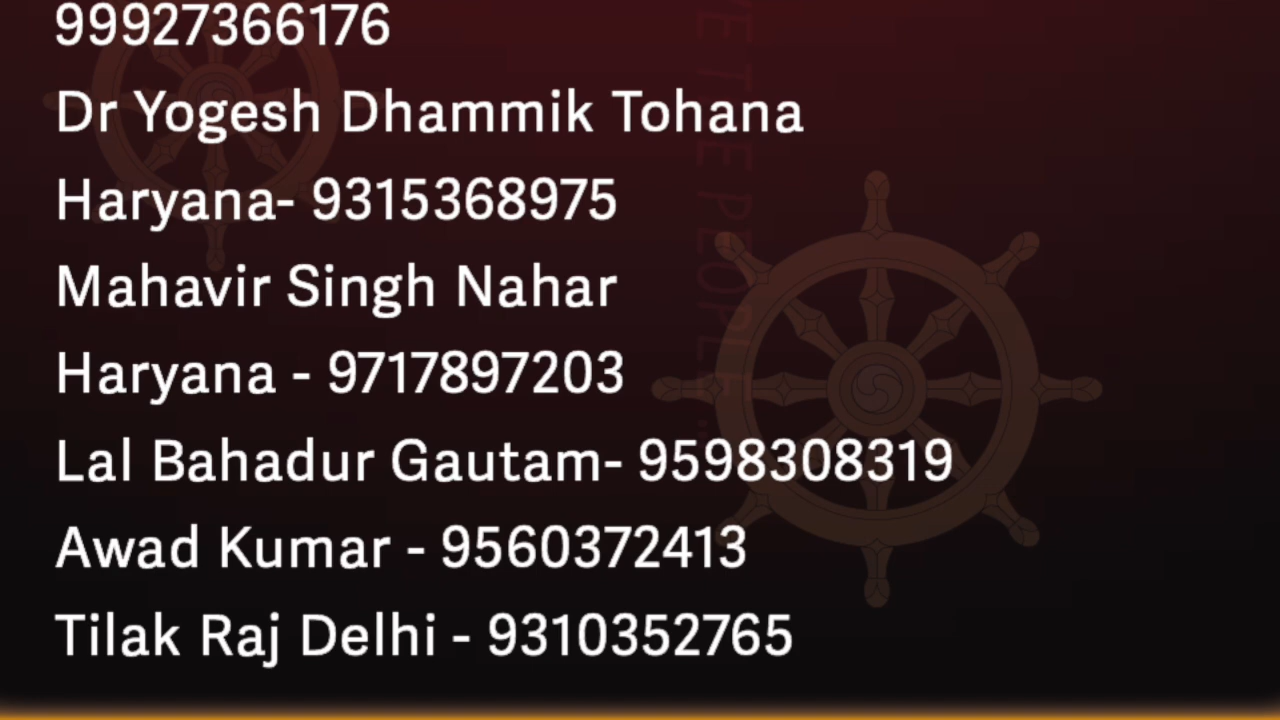 99927366176
Dr Yogesh Dhammik Tohana
Haryana- 9315368975
Mahavir Singh Nahar
Haryana - 9717897203
Lal Bahadur Gautam- 9598308319
Awad Kumar - 9560372413
Tilak Raj Delhi - 9310352765
PEOPLE